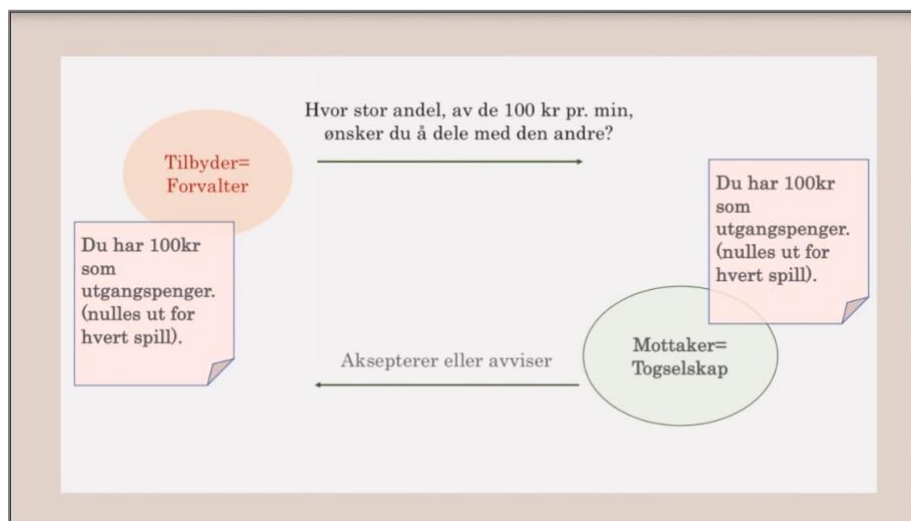 Hvor stor andel, av de 100 kr pr. min,
ønsker du å dele med den andre?
Tilbyder=
Forvalter
Du har 100kr
som
utgangspenger.
(nulles ut for
hvert spill).
Du har 100kr
som
utgangspenger.
(nulles ut for
hvert spill).
Aksepterer eller avviser
Mottaker=
Togselskap